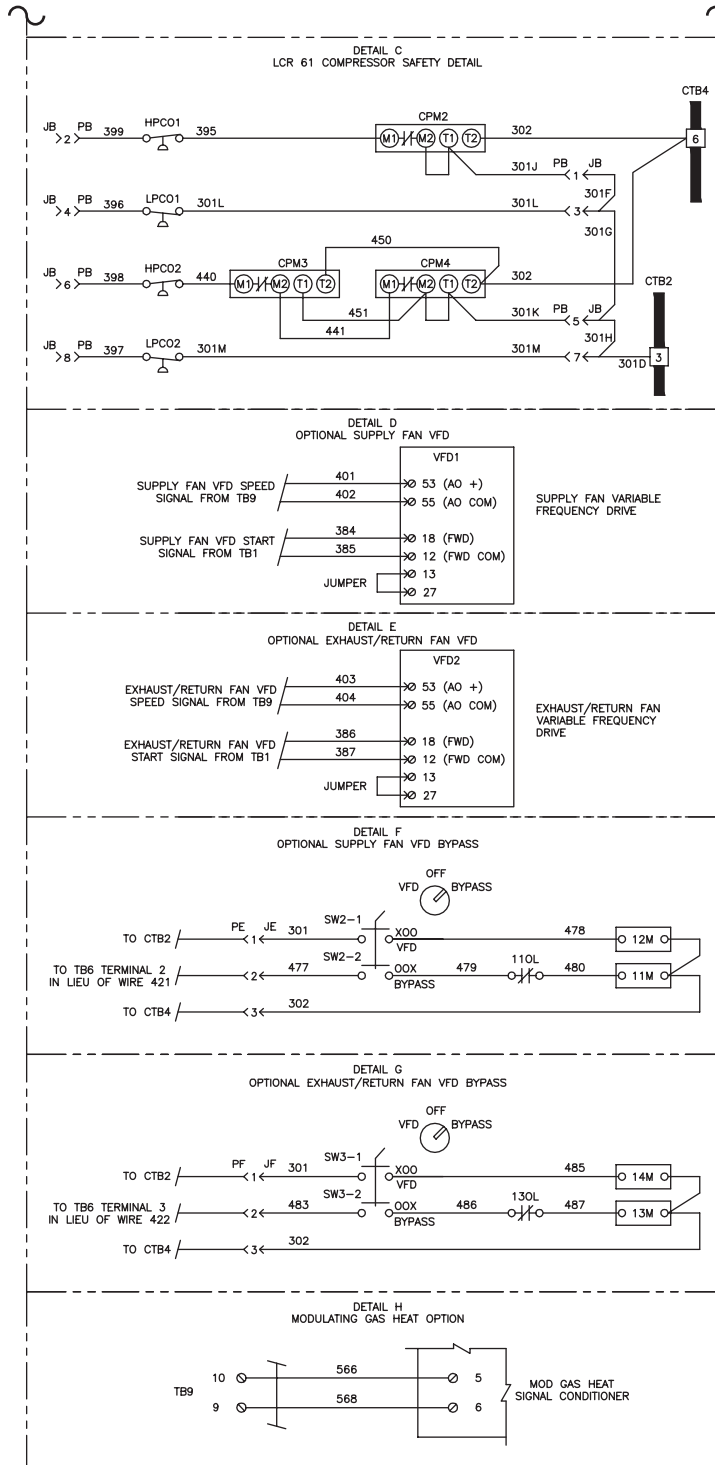 DETAIL C
LCR 61 COMPRESSOR SAFETY DETAIL
CTB4
JB 2 PB 399 HPCO1 395 CPM2 M1 M2 T1 T2 302 6
301J PB 1 JB
301F
JB 4 PB 396 LPCO1 301L 301L 3
301G
450
JB 6 PB 398 HPCO2 440 CPM3 M1 M2 T1 T2 CPM4 M1 M2 T1 T2 302
CTB2
451 301K PB 5 JB
441
301H
JB 8 PB 397 LPCO2 301M 301M 7 301D 3
DETAIL D
OPTIONAL SUPPLY FAN VFD
VFD1
SUPPLY FAN VFD SPEED
SIGNAL FROM TB9
401 53 (AO +)
402 55 (AO COM)
SUPPLY FAN VARIABLE
FREQUENCY DRIVE
SUPPLY FAN VFD START
SIGNAL FROM TB1
384 18 (FWD)
385 12 (FWD COM)
JUMPER 13
27
DETAIL E
OPTIONAL EXHAUST/RETURN FAN VFD
VFD2
EXHAUST/RETURN FAN VFD
SPEED SIGNAL FROM TB9
403 53 (AO +)
404 55 (AO COM)
EXHAUST/RETURN FAN
VARIABLE FREQUENCY
DRIVE
EXHAUST/RETURN FAN VFD
START SIGNAL FROM TB1
386 18 (FWD)
387 12 (FWD COM)
JUMPER 13
27
DETAIL F
OPTIONAL SUPPLY FAN VFD BYPASS
OFF
VFD BYPASS
TO CTB2 PE 1 JE 301 SW2-1 XOO 478 12M
VFD
TO TB6 TERMINAL 2
IN LIEU OF WIRE 421
2 477 SW2-2 OOX 479 110L 480 11M
BYPASS
TO CTB4 3 302
DETAIL G
OPTIONAL EXHAUST/RETURN FAN VFD BYPASS
OFF
VFD BYPASS
TO CTB2 PF 1 JF 301 SW3-1 XOO 485 14M
VFD
TO TB6 TERMINAL 3
IN LIEU OF WIRE 422
2 483 SW3-2 OOX 486 130L 487 13M
BYPASS
TO CTB4 3 302
DETAIL H
MODULATING GAS HEAT OPTION
TB9
10 566 5
9 568 6
MOD GAS HEAT
SIGNAL CONDITIONER